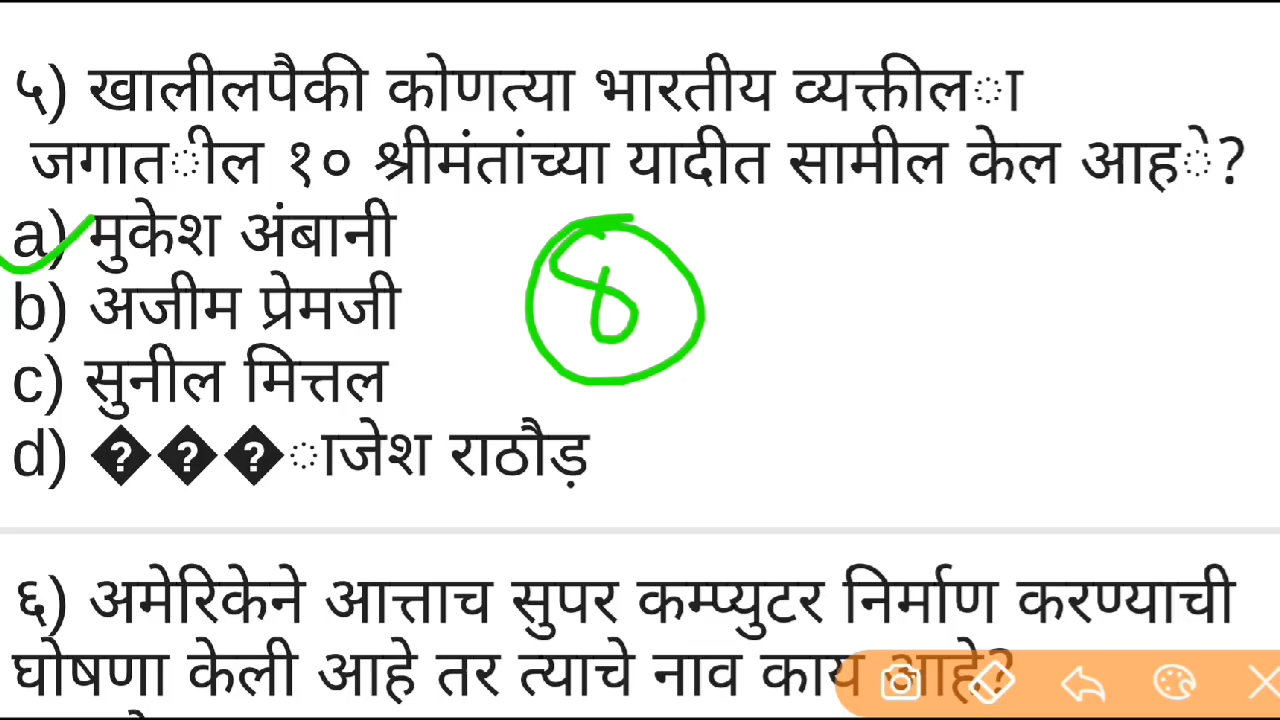 ५) खालीलपैकी कोणत्या भारतीय व्यक्तील ा
जगात ील १० श्रीमंतांच्या यादीत सामील केल आह े?
a) मुकेश अंबानी
8
b) अजीम प्रेमजी
c) सुनील मित्तल
d) ���ाजेश राठौड़
६) अमेरिकेने आत्ताच सुपर कम्प्युटर निर्माण करण्याची
घोषणा केली आहे तर त्याचे नाव काय आहे?